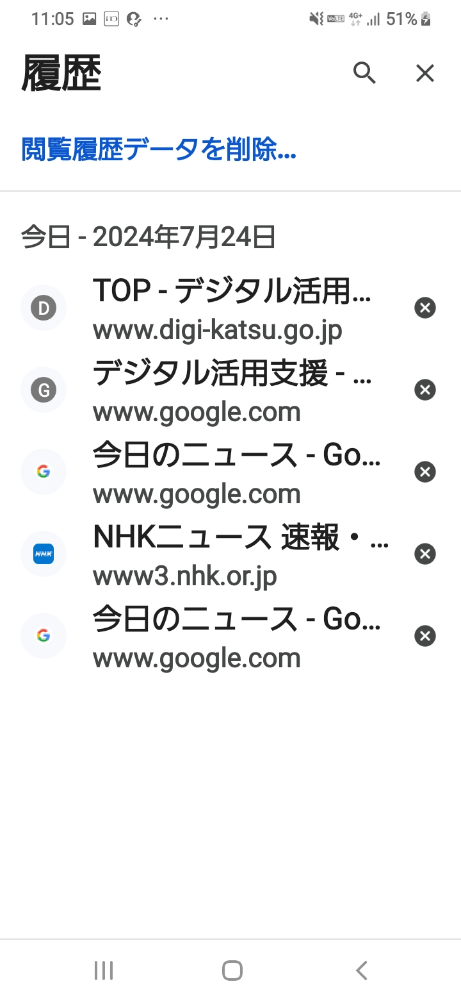 11:05 iD VoLTE 4G+ 51%
履歴
閲覧履歴データを削除...
今日 - 2024年7月24日
D
TOP - デジタル活用...
www.digi-katsu.go.jp
G
デジタル活用支援 - ...
www.google.com
G
今日のニュース - Go...
www.google.com
NHK
NHKニュース 速報・...
www3.nhk.or.jp
G
今日のニュース - Go...
www.google.com